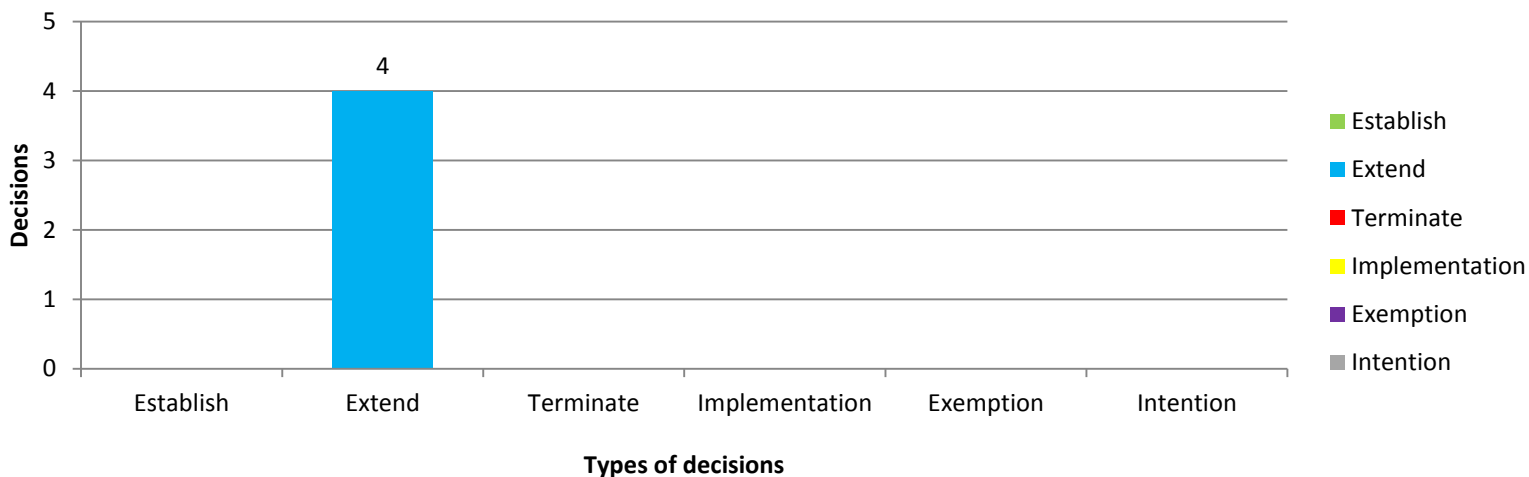 5
4
4
3
2
1
0
Decisions
Establish
Extend
Terminate
Implementation
Exemption
Intention
Types of decisions
Establish
Extend
Terminate
Implementation
Exemption
Intention